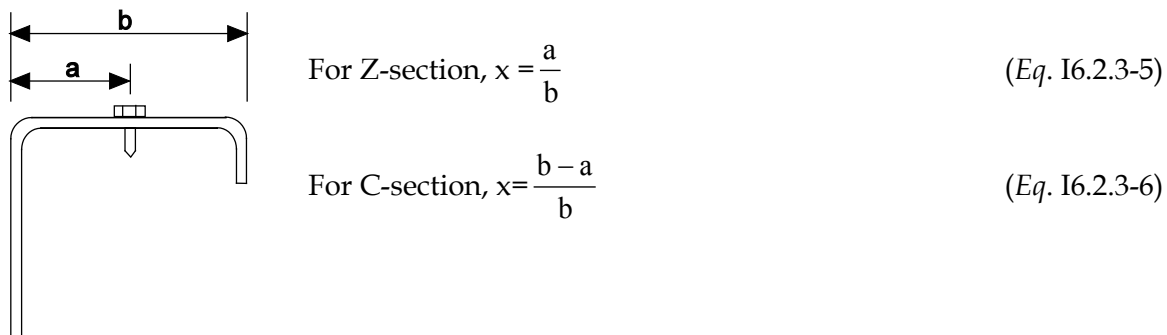 b
a
For Z-section, x = a/b (Eq. I6.2.3-5)
For C-section, x= (b – a)/b (Eq. I6.2.3-6)